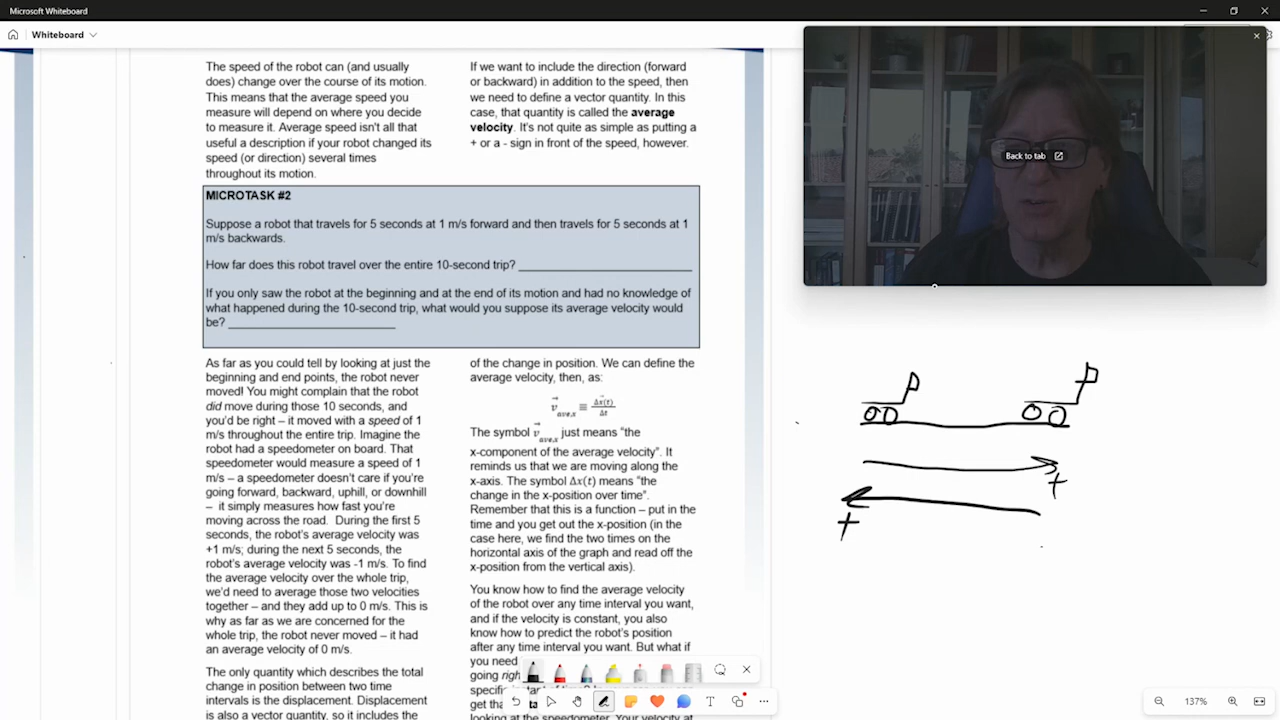 Microsoft Whiteboard
Whiteboard
The speed of the robot can (and usually
does) change over the course of its motion.
This means that the average speed you
measure will depend on where you decide
to measure it. Average speed isn't all that
useful a description if your robot changed its
speed (or direction) several times
throughout its motion.
If we want to include the direction (forward
or backward) in addition to the speed, then
we need to define a vector quantity. In this
case, that quantity is called the average
velocity. It's not quite as simple as putting a
+ or a - sign in front of the speed, however.
MICROTASK #2
Suppose a robot that travels for 5 seconds at 1 m/s forward and then travels for 5 seconds at 1
m/s backwards.
How far does this robot travel over the entire 10-second trip?
If you only saw the robot at the beginning and at the end of its motion and had no knowledge of
what happened during the 10-second trip, what would you suppose its average velocity would
be?
As far as you could tell by looking at just the
beginning and end points, the robot never
moved! You might complain that the robot
did move during those 10 seconds, and
you'd be right – it moved with a speed of 1
m/s throughout the entire trip. Imagine the
robot had a speedometer on board. That
speedometer would measure a speed of 1
m/s – a speedometer doesn't care if you're
going forward, backward, uphill, or downhill
– it simply measures how fast you're
moving across the road. During the first 5
seconds, the robot's average velocity was
+1 m/s; during the next 5 seconds, the
robot's average velocity was -1 m/s. To find
the average velocity over the whole trip,
we'd need to average those two velocities
together – and they add up to 0 m/s. This is
why as far as we are concerned for the
whole trip, the robot never moved – it had
an average velocity of 0 m/s.
The only quantity which describes the total
change in position between two time
intervals is the displacement. Displacement
is also a vector quantity, so it includes the
of the change in position. We can define the
average velocity, then, as:
v⃗ave,x ≡ Δx⃗(t)/Δt
The symbol v⃗ave,x just means "the
x-component of the average velocity". It
reminds us that we are moving along the
x-axis. The symbol Δx(t) means "the
change in the x-position over time".
Remember that this is a function – put in the
time and you get out the x-position (in the
case here, we find the two times on the
horizontal axis of the graph and read off the
x-position from the vertical axis).
You know how to find the average velocity
of the robot over any time interval you want,
and if the velocity is constant, you also
know how to predict the robot's position
after any time interval you want. But what if
you need
going
specific
get tha
looking at the speedometer. Your velocity at
Back to tab
+
+
137%